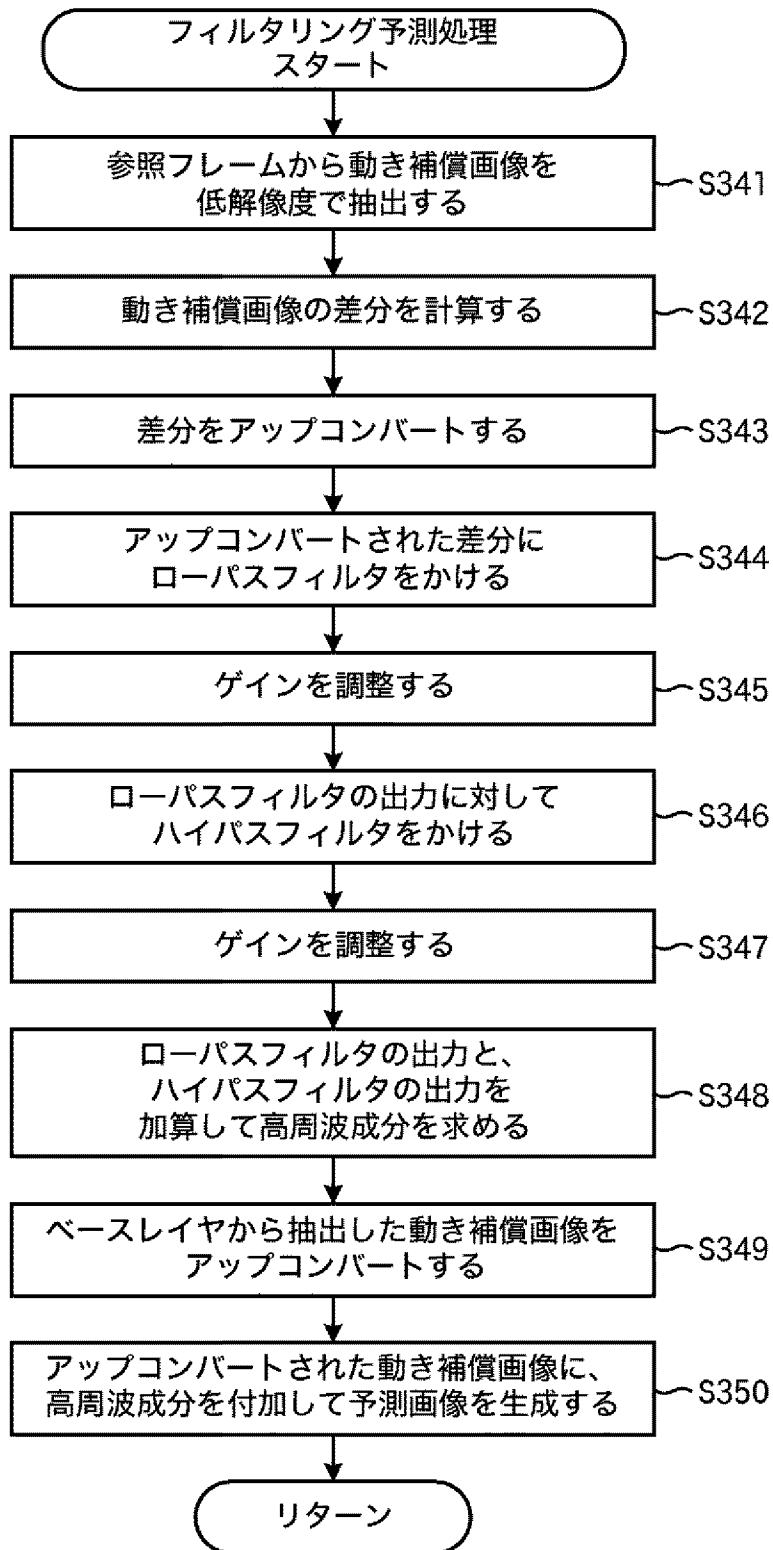 フィルタリング予測処理
スタート
参照フレームから動き補償画像を
低解像度で抽出する
S341
動き補償画像の差分を計算する
S342
差分をアップコンバートする
S343
アップコンバートされた差分に
ローパスフィルタをかける
S344
ゲインを調整する
S345
ローパスフィルタの出力に対して
ハイパスフィルタをかける
S346
ゲインを調整する
S347
ローパスフィルタの出力と、
ハイパスフィルタの出力を
加算して高周波成分を求める
S348
ベースレイヤから抽出した動き補償画像を
アップコンバートする
S349
アップコンバートされた動き補償画像に、
高周波成分を付加して予測画像を生成する
S350
リターン